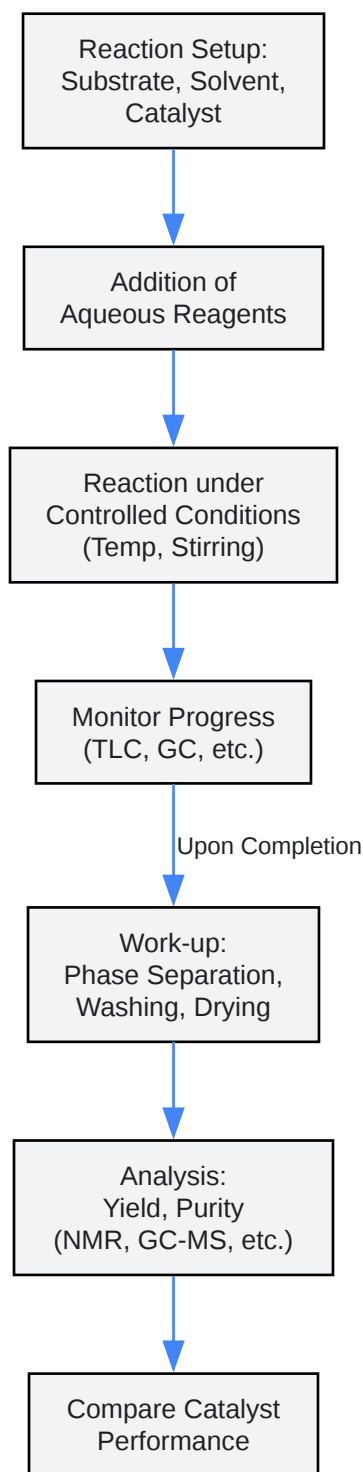 Reaction Setup:
Substrate, Solvent,
Catalyst
Addition of
Aqueous Reagents
Reaction under
Controlled Conditions
(Temp, Stirring)
Monitor Progress
(TLC, GC, etc.)
Upon Completion
Work-up:
Phase Separation,
Washing, Drying
Analysis:
Yield, Purity
(NMR, GC-MS, etc.)
Compare Catalyst
Performance